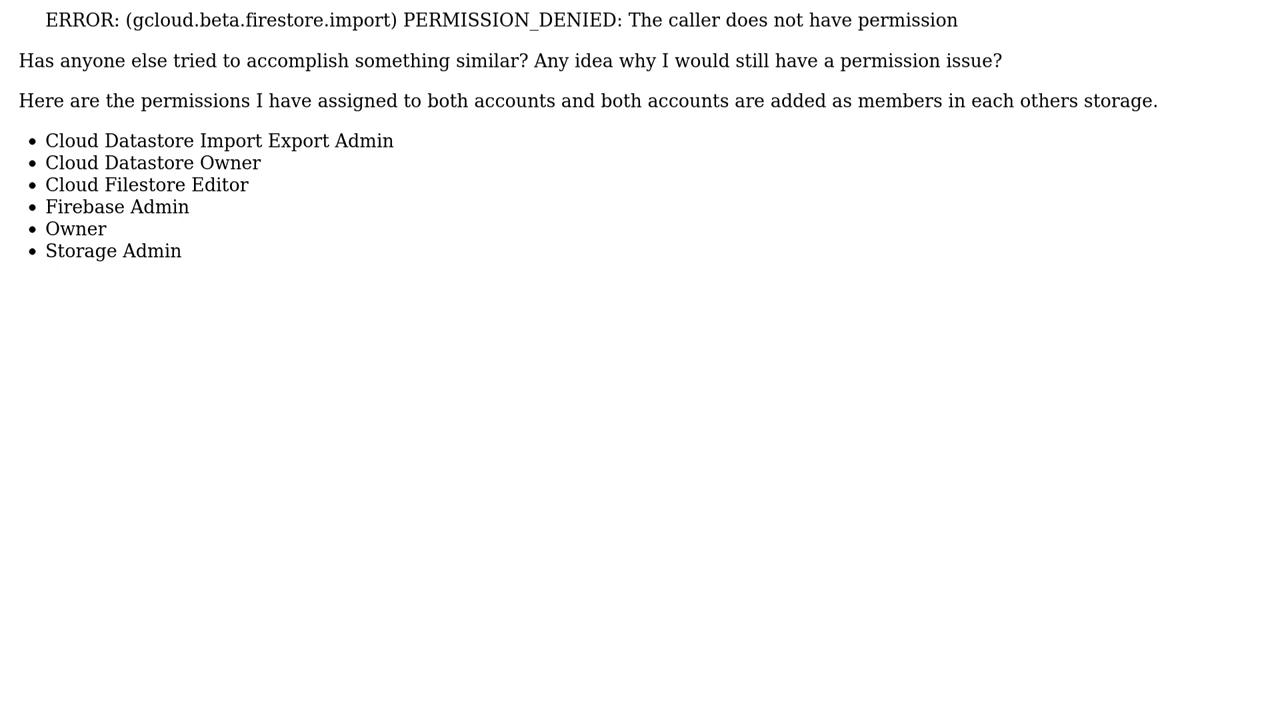 ERROR: (gcloud.beta.firestore.import) PERMISSION_DENIED: The caller does not have permission
Has anyone else tried to accomplish something similar? Any idea why I would still have a permission issue?
Here are the permissions I have assigned to both accounts and both accounts are added as members in each others storage.
Cloud Datastore Import Export Admin
Cloud Datastore Owner
Cloud Filestore Editor
Firebase Admin
Owner
Storage Admin